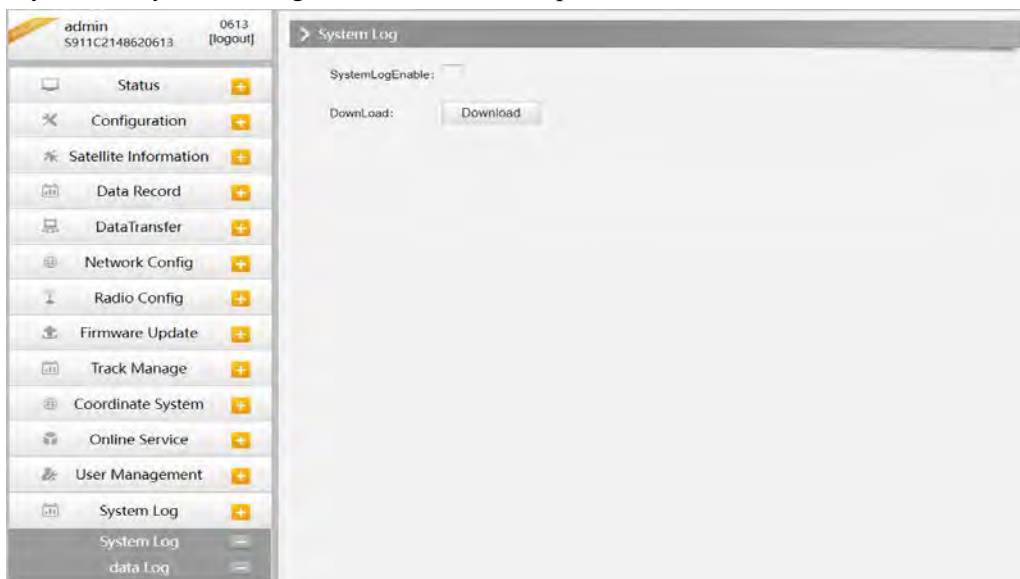 admin
0613
S911C2148620613
[logout]
System Log
SystemLogEnable:
DownLoad:
Download
Status
Configuration
Satellite Information
Data Record
DataTransfer
Network Config
Radio Config
Firmware Update
Track Manage
Coordinate System
Online Service
User Management
System Log
System Log
data Log